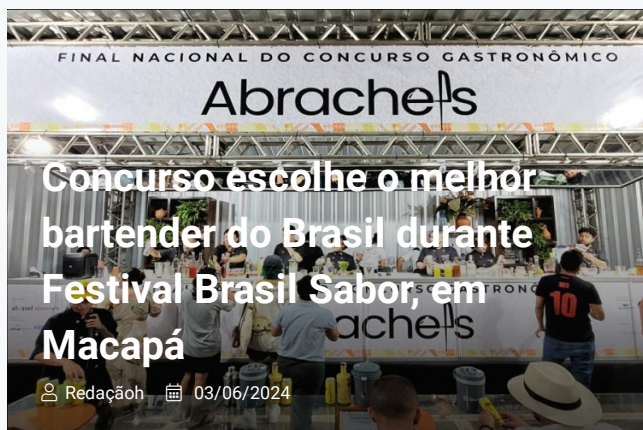 FINAL NACIONAL DO CONCURSO GASTRONÔMICO
Abrachefs
Concurso escolhe o melhor
bartender do Brasil durante
Festival Brasil Sabor, em
Macapá
achefs
10
Redaçãoh 03/06/2024